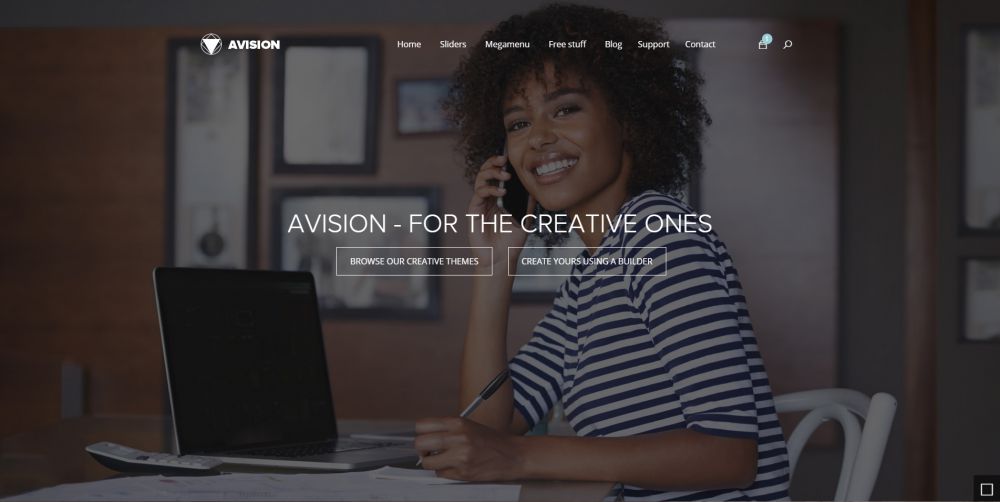 AVISION
Home Sliders Megamenu Free stuff Blog Support Contact
AVISION - FOR THE CREATIVE ONES
BROWSE OUR CREATIVE THEMES
CREATE YOURS USING A BUILDER